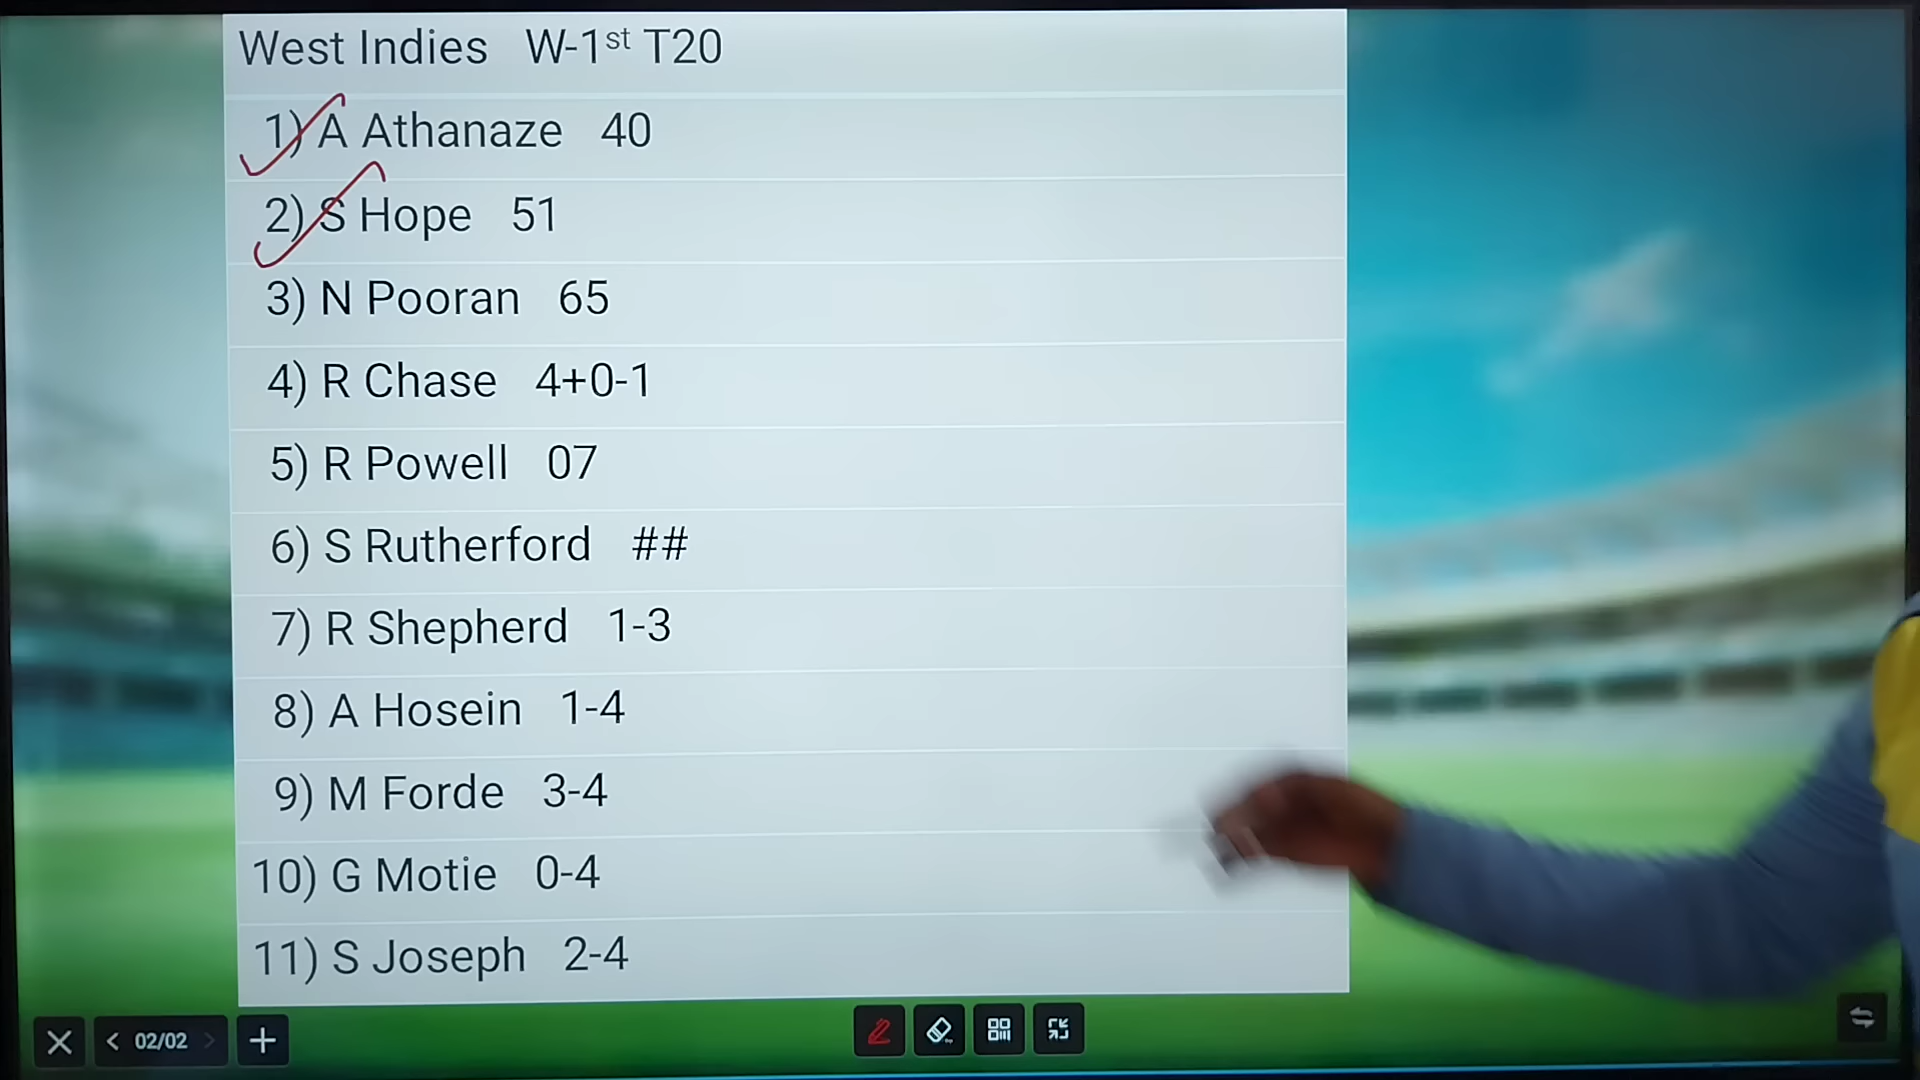 West Indies W-1st T20
1) A Athanaze 40
2) S Hope 51
3) N Pooran 65
4) R Chase 4+0-1
5) R Powell 07
6) S Rutherford ##
7) R Shepherd 1-3
8) A Hosein 1-4
9) M Forde 3-4
10) G Motie 0-4
11) S Joseph 2-4
02/02